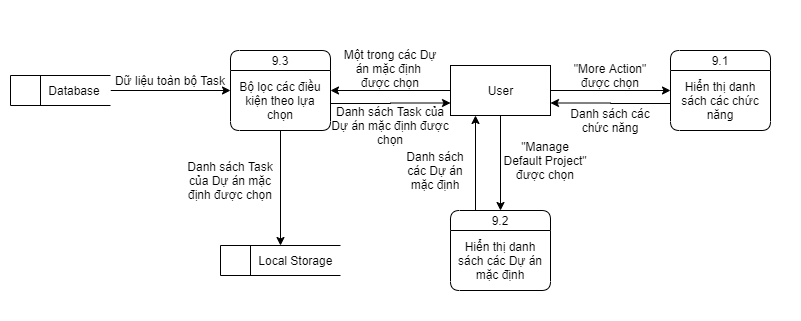 Database
Dữ liệu toàn bộ Task
9.3
Bộ lọc các điều
kiện theo lựa
chọn
Một trong các Dự
án mặc định
được chọn
Danh sách Task của
Dự án mặc định được
chọn
User
"More Action"
được chọn
Danh sách các
chức năng
9.1
Hiển thị danh
sách các chức
năng
Danh sách Task
của Dự án mặc
định được chọn
Danh sách
các Dự án
mặc định
"Manage
Default Project"
được chọn
9.2
Hiển thị danh
sách các Dự án
mặc định
Local Storage